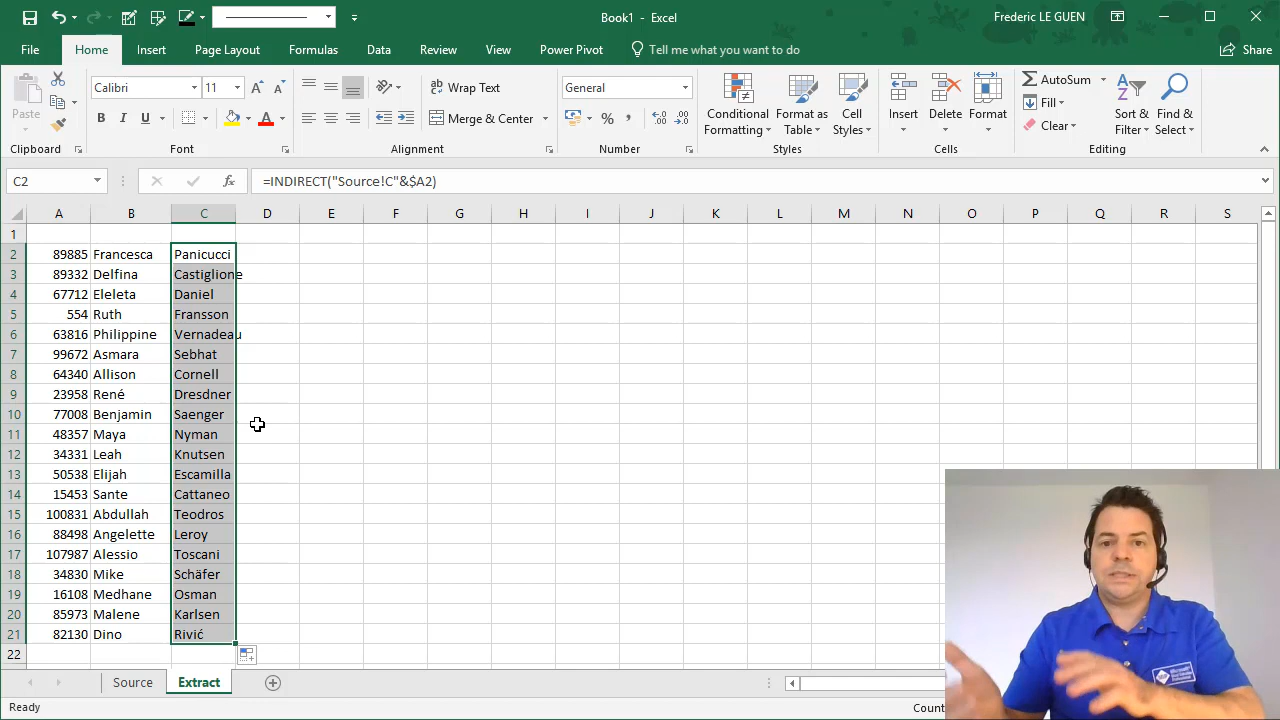 Book1 - Excel
Frederic LE GUEN
File Home Insert Page Layout Formulas Data Review View Power Pivot Tell me what you want to do Share
Paste
Clipboard
Calibri 11
B I U A
Font
Wrap Text
Merge & Center
Alignment
General
%
Number
Conditional Formatting
Format as Table
Cell Styles
Styles
Insert Delete Format
Cells
AutoSum
Fill
Clear
Sort & Filter
Find & Select
Editing
C2 fx =INDIRECT("Source!C"&$A2)
A B C D E F G H I J K L M N O P Q R S
1
2 89885 Francesca Panicucci
3 89332 Delfina Castiglione
4 67712 Eleleta Daniel
5 554 Ruth Fransson
6 63816 Philippine Vernadeau
7 99672 Asmara Sebhat
8 64340 Allison Cornell
9 23958 René Dresdner
10 77008 Benjamin Saenger
11 48357 Maya Nyman
12 34331 Leah Knutsen
13 50538 Elijah Escamilla
14 15453 Sante Cattaneo
15 100831 Abdullah Teodros
16 88498 Angelette Leroy
17 107987 Alessio Toscani
18 34830 Mike Schäfer
19 16108 Medhane Osman
20 85973 Malene Karlsen
21 82130 Dino Rivić
22
Source Extract
Ready
Count